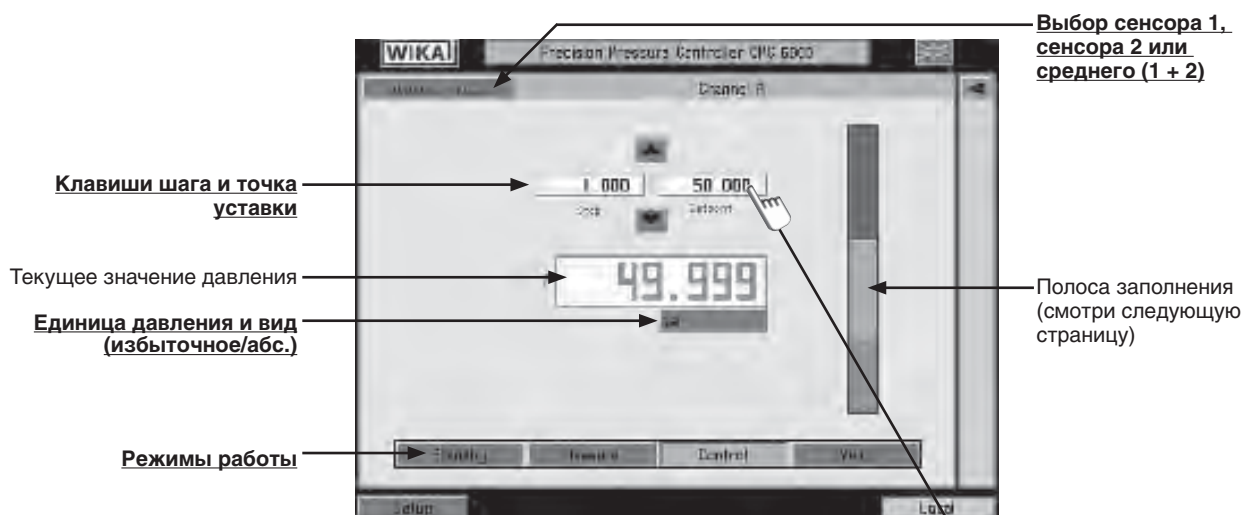 Выбор сенсора 1,
сенсора 2 или
среднего (1 + 2)
WIKA
Precision Pressure Controller CPC 6000
Channel A
Клавиши шага и точка
уставки
1.000
50.000
Step
Setpoint
Текущее значение давления
49.999
Единица давления и вид
(избыточное/абс.)
Полоса заполнения
(смотри следующую
страницу)
Режимы работы
Standby
Measure
Control
Vent
Setup
Local